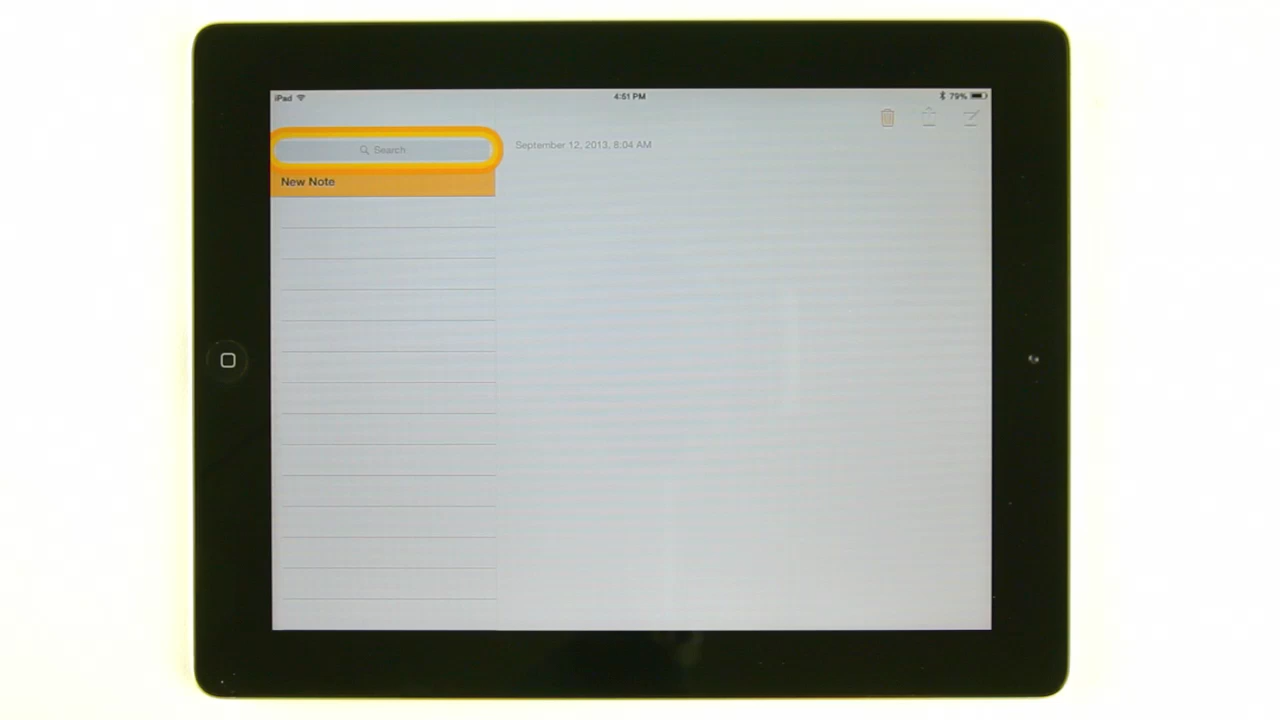 iPad
4:51 PM
79%
Search
September 12, 2013, 8:04 AM
New Note